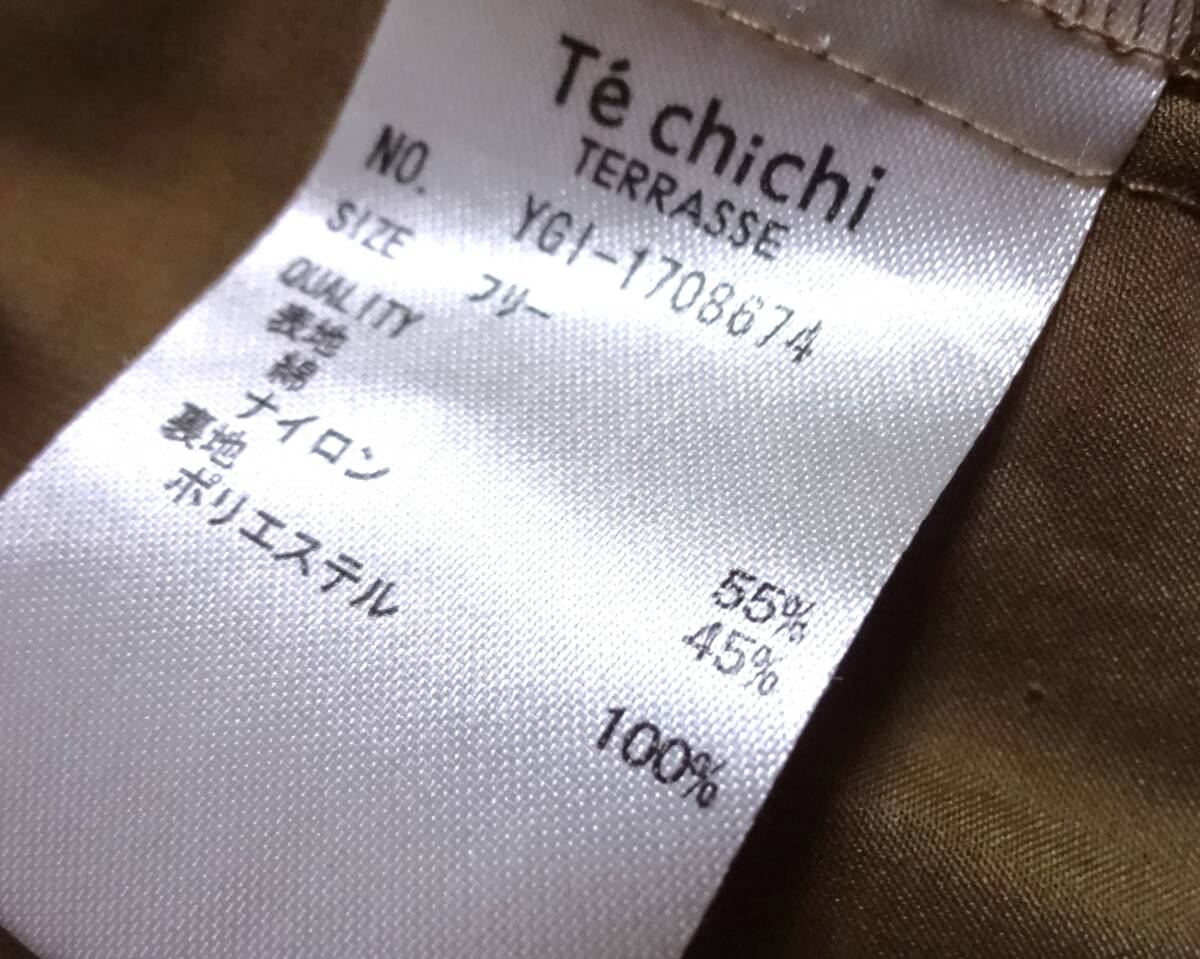 Té chichi
TERRASSE
NO. YGI-1708674
SIZE フリー
QUALITY
表地
綿 55%
ナイロン 45%
裏地
ポリエステル 100%